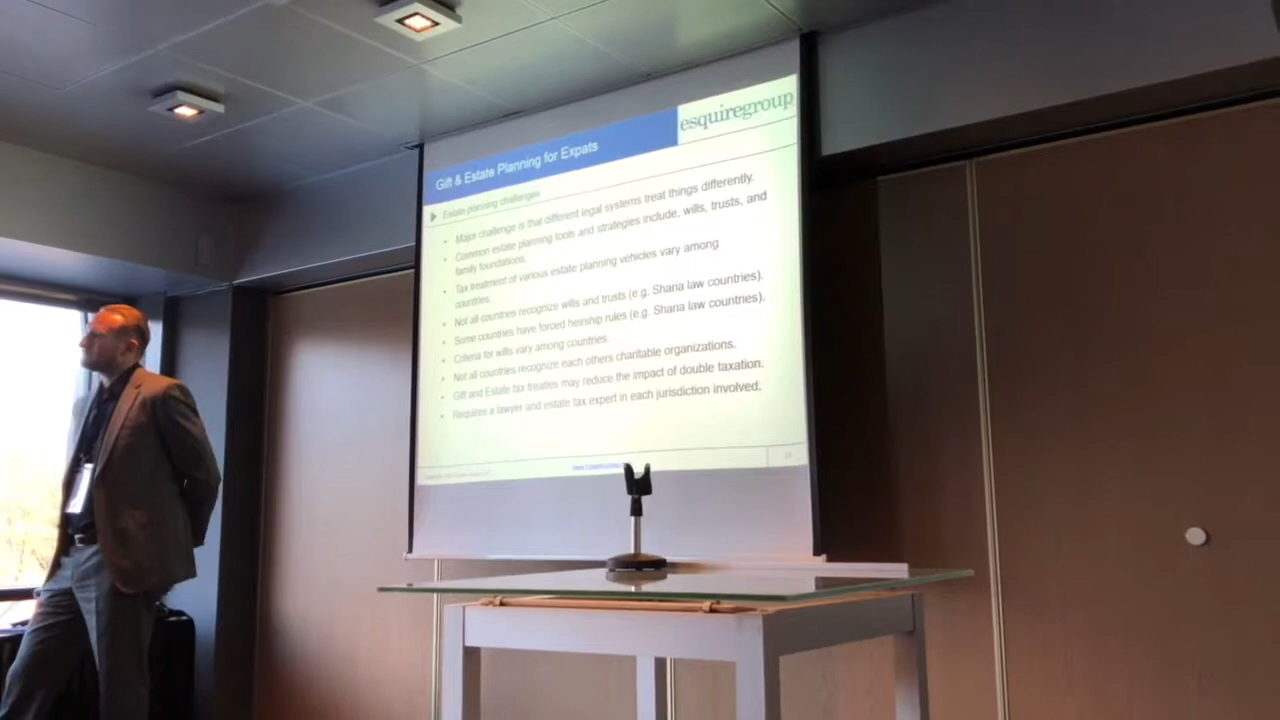 esquiregroup
Gift & Estate Planning for Expats
Estate planning challenges
Major challenge is that different legal systems treat things differently.
Common estate planning tools and strategies include, wills, trusts, and
family foundations.
Tax treatment of various estate planning vehicles vary among
countries.
Not all countries recognize wills and trusts (e.g. Sharia law countries).
Some countries have forced heirship rules (e.g. Sharia law countries).
Criteria for wills vary among countries.
Not all countries recognize each others charitable organizations.
Gift and Estate tax treaties may reduce the impact of double taxation.
Requires a lawyer and estate tax expert in each jurisdiction involved.